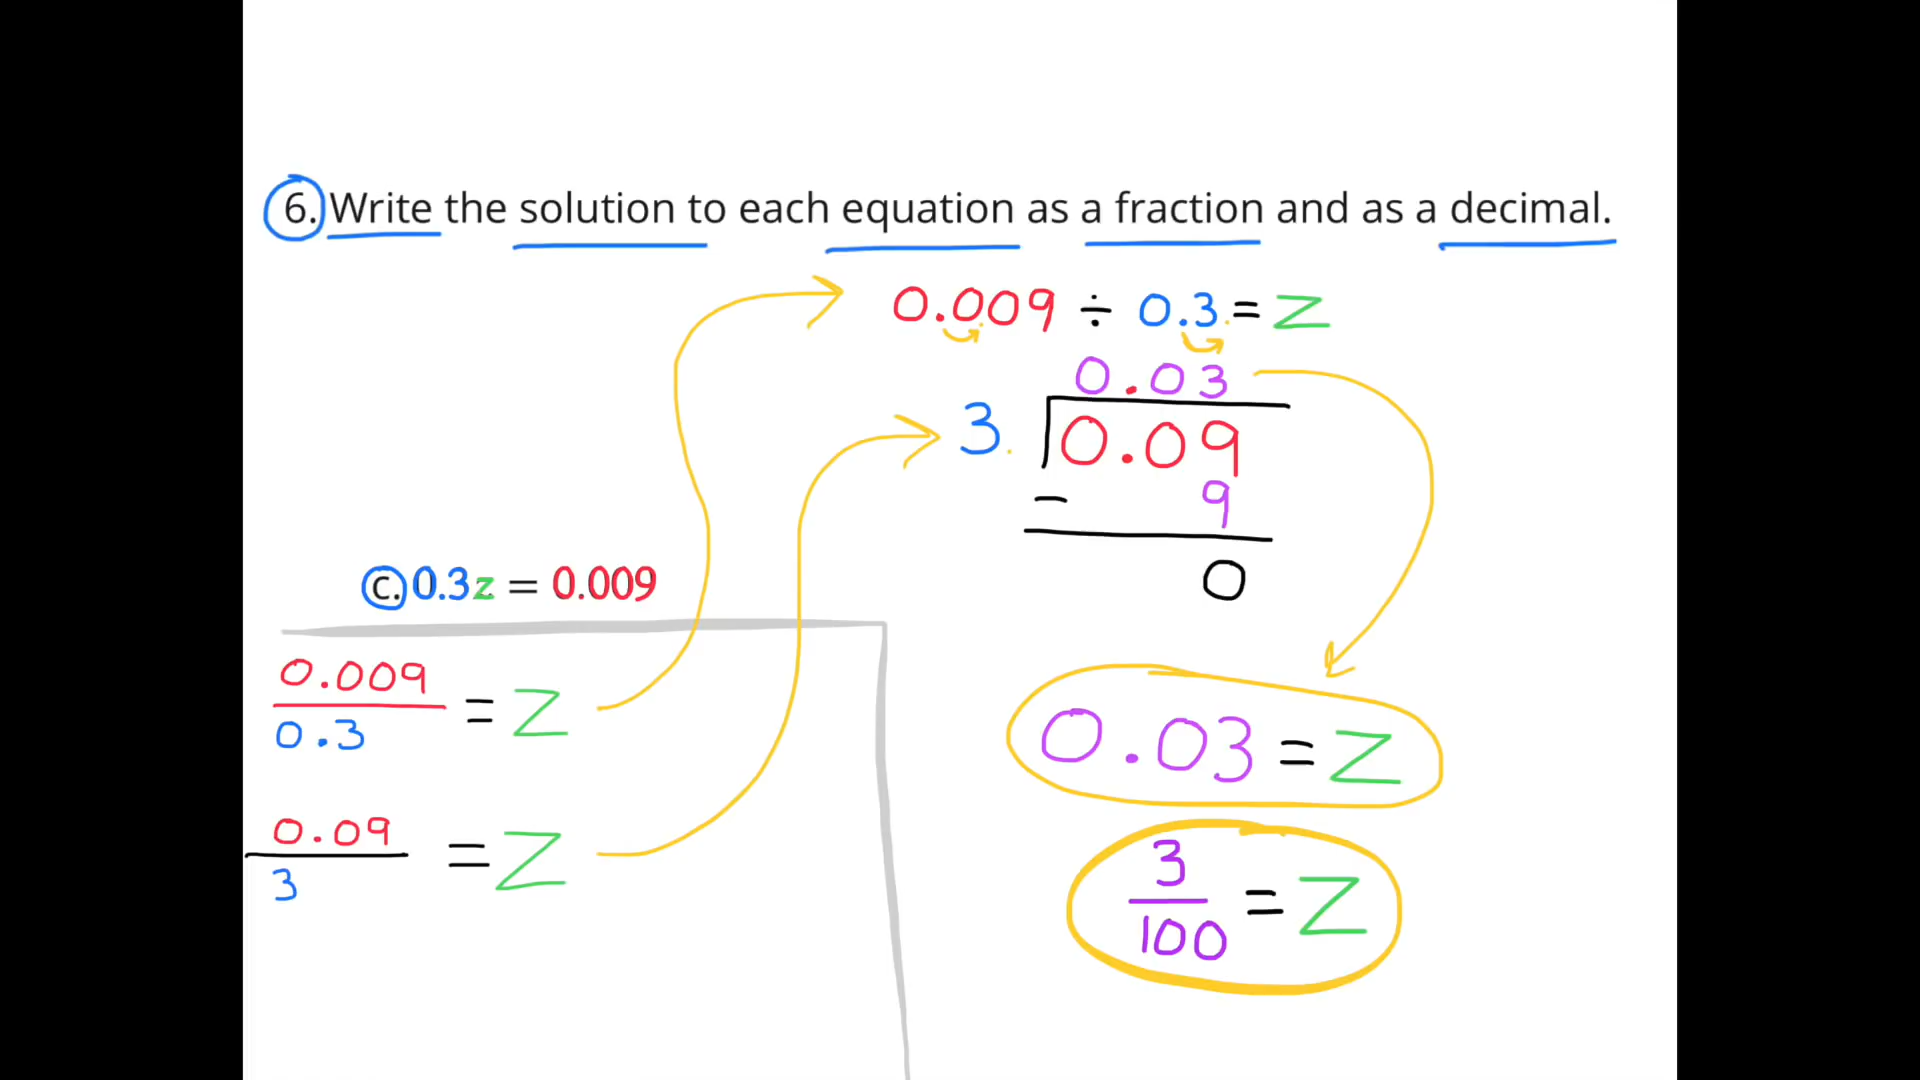 6. Write the solution to each equation as a fraction and as a decimal.
0.009 ÷ 0.3. = z
0.03
3. 0.09
- 9
0
c. 0.3z = 0.009
0.009
0.3
= z
0.09
3
= z
0.03 = z
3
100
= z